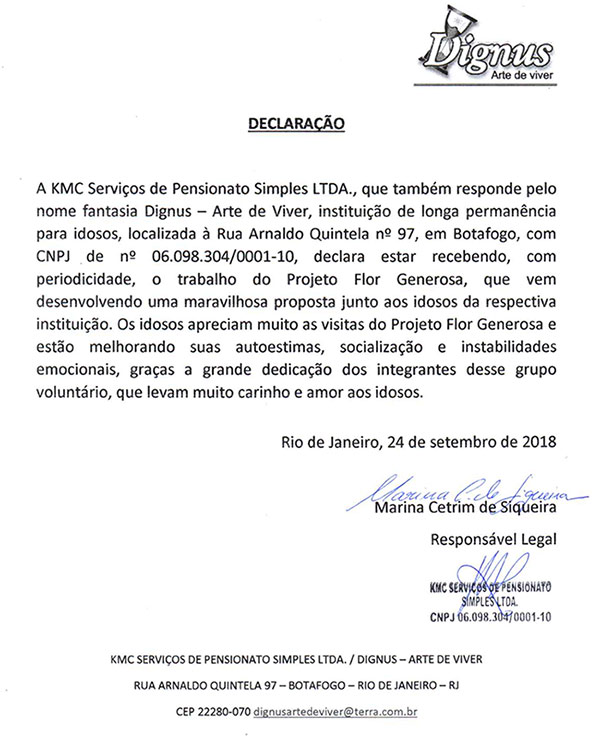 Dignus
Arte de viver
DECLARAÇÃO
A KMC Serviços de Pensionato Simples LTDA., que também responde pelo
nome fantasia Dignus – Arte de Viver, instituição de longa permanência
para idosos, localizada à Rua Arnaldo Quintela nº 97, em Botafogo, com
CNPJ de nº 06.098.304/0001-10, declara estar recebendo, com
periodicidade, o trabalho do Projeto Flor Generosa, que vem
desenvolvendo uma maravilhosa proposta junto aos idosos da respectiva
instituição. Os idosos apreciam muito as visitas do Projeto Flor Generosa e
estão melhorando suas autoestimas, socialização e instabilidades
emocionais, graças a grande dedicação dos integrantes desse grupo
voluntário, que levam muito carinho e amor aos idosos.
Rio de Janeiro, 24 de setembro de 2018
Marina C. de Siqueira
Marina Cetrim de Siqueira
Responsável Legal
KMC SERVIÇOS DE PENSIONATO
SIMPLES LTDA.
CNPJ 06.098.304/0001-10
KMC SERVIÇOS DE PENSIONATO SIMPLES LTDA. / DIGNUS – ARTE DE VIVER
RUA ARNALDO QUINTELA 97 – BOTAFOGO – RIO DE JANEIRO – RJ
CEP 22280-070 dignusartedeviver@terra.com.br